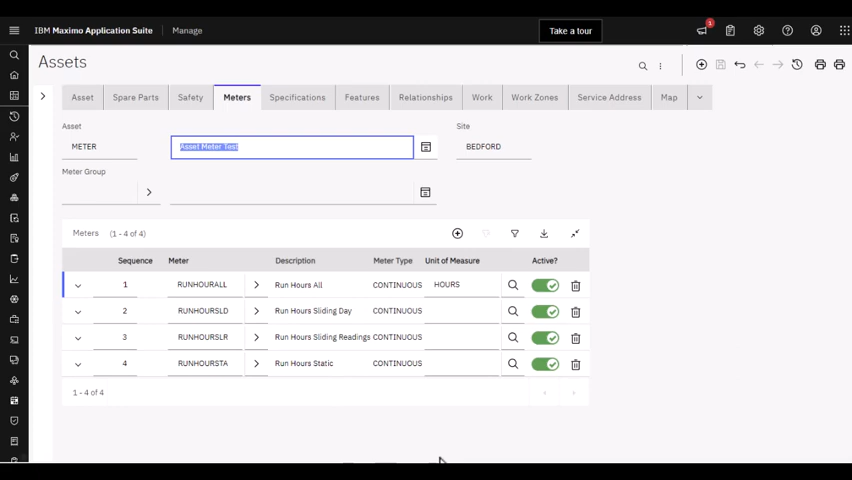 IBM Maximo Application Suite Manage Take a tour 1
Assets
Asset Spare Parts Safety Meters Specifications Features Relationships Work Work Zones Service Address Map
Asset Site
METER Asset Meter Test BEDFORD
Meter Group
Meters (1 - 4 of 4)
Sequence Meter Description Meter Type Unit of Measure Active?
1 RUNHOURALL Run Hours All CONTINUOUS HOURS
2 RUNHOURSLD Run Hours Sliding Day CONTINUOUS
3 RUNHOURSLR Run Hours Sliding Readings CONTINUOUS
4 RUNHOURSTA Run Hours Static CONTINUOUS
1 - 4 of 4